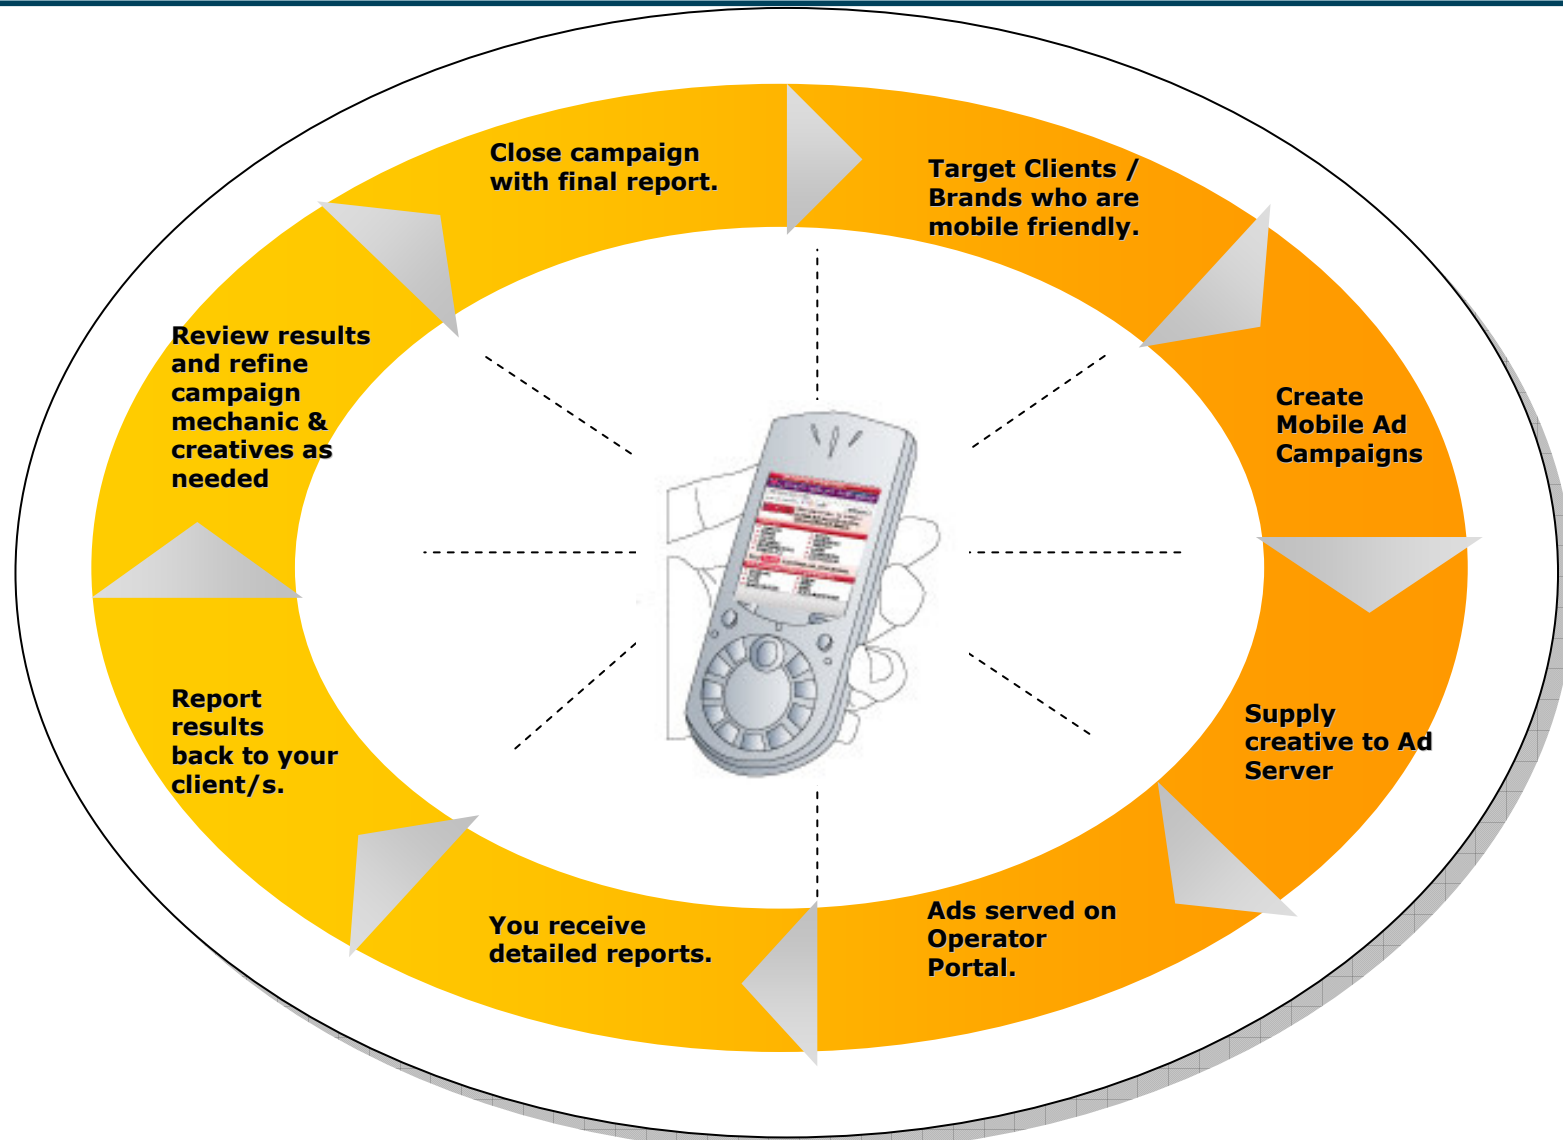 Close campaign
with final report.
Target Clients /
Brands who are
mobile friendly.
Create
Mobile Ad
Campaigns
Supply
creative to Ad
Server
Ads served on
Operator
Portal.
You receive
detailed reports.
Report
results
back to your
client/s.
Review results
and refine
campaign
mechanic &
creatives as
needed